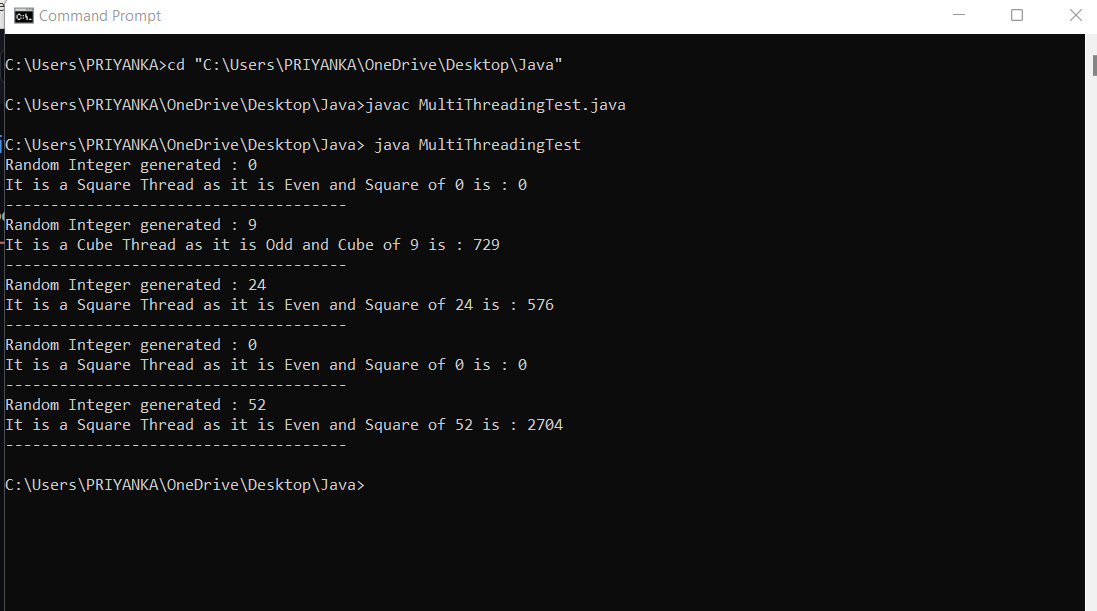 Command Prompt
C:\Users\PRIYANKA>cd "C:\Users\PRIYANKA\OneDrive\Desktop\Java"
C:\Users\PRIYANKA\OneDrive\Desktop\Java>javac MultiThreadingTest.java
C:\Users\PRIYANKA\OneDrive\Desktop\Java> java MultiThreadingTest
Random Integer generated : 0
It is a Square Thread as it is Even and Square of 0 is : 0
--------------------------------------
Random Integer generated : 9
It is a Cube Thread as it is Odd and Cube of 9 is : 729
--------------------------------------
Random Integer generated : 24
It is a Square Thread as it is Even and Square of 24 is : 576
--------------------------------------
Random Integer generated : 0
It is a Square Thread as it is Even and Square of 0 is : 0
--------------------------------------
Random Integer generated : 52
It is a Square Thread as it is Even and Square of 52 is : 2704
--------------------------------------
C:\Users\PRIYANKA\OneDrive\Desktop\Java>